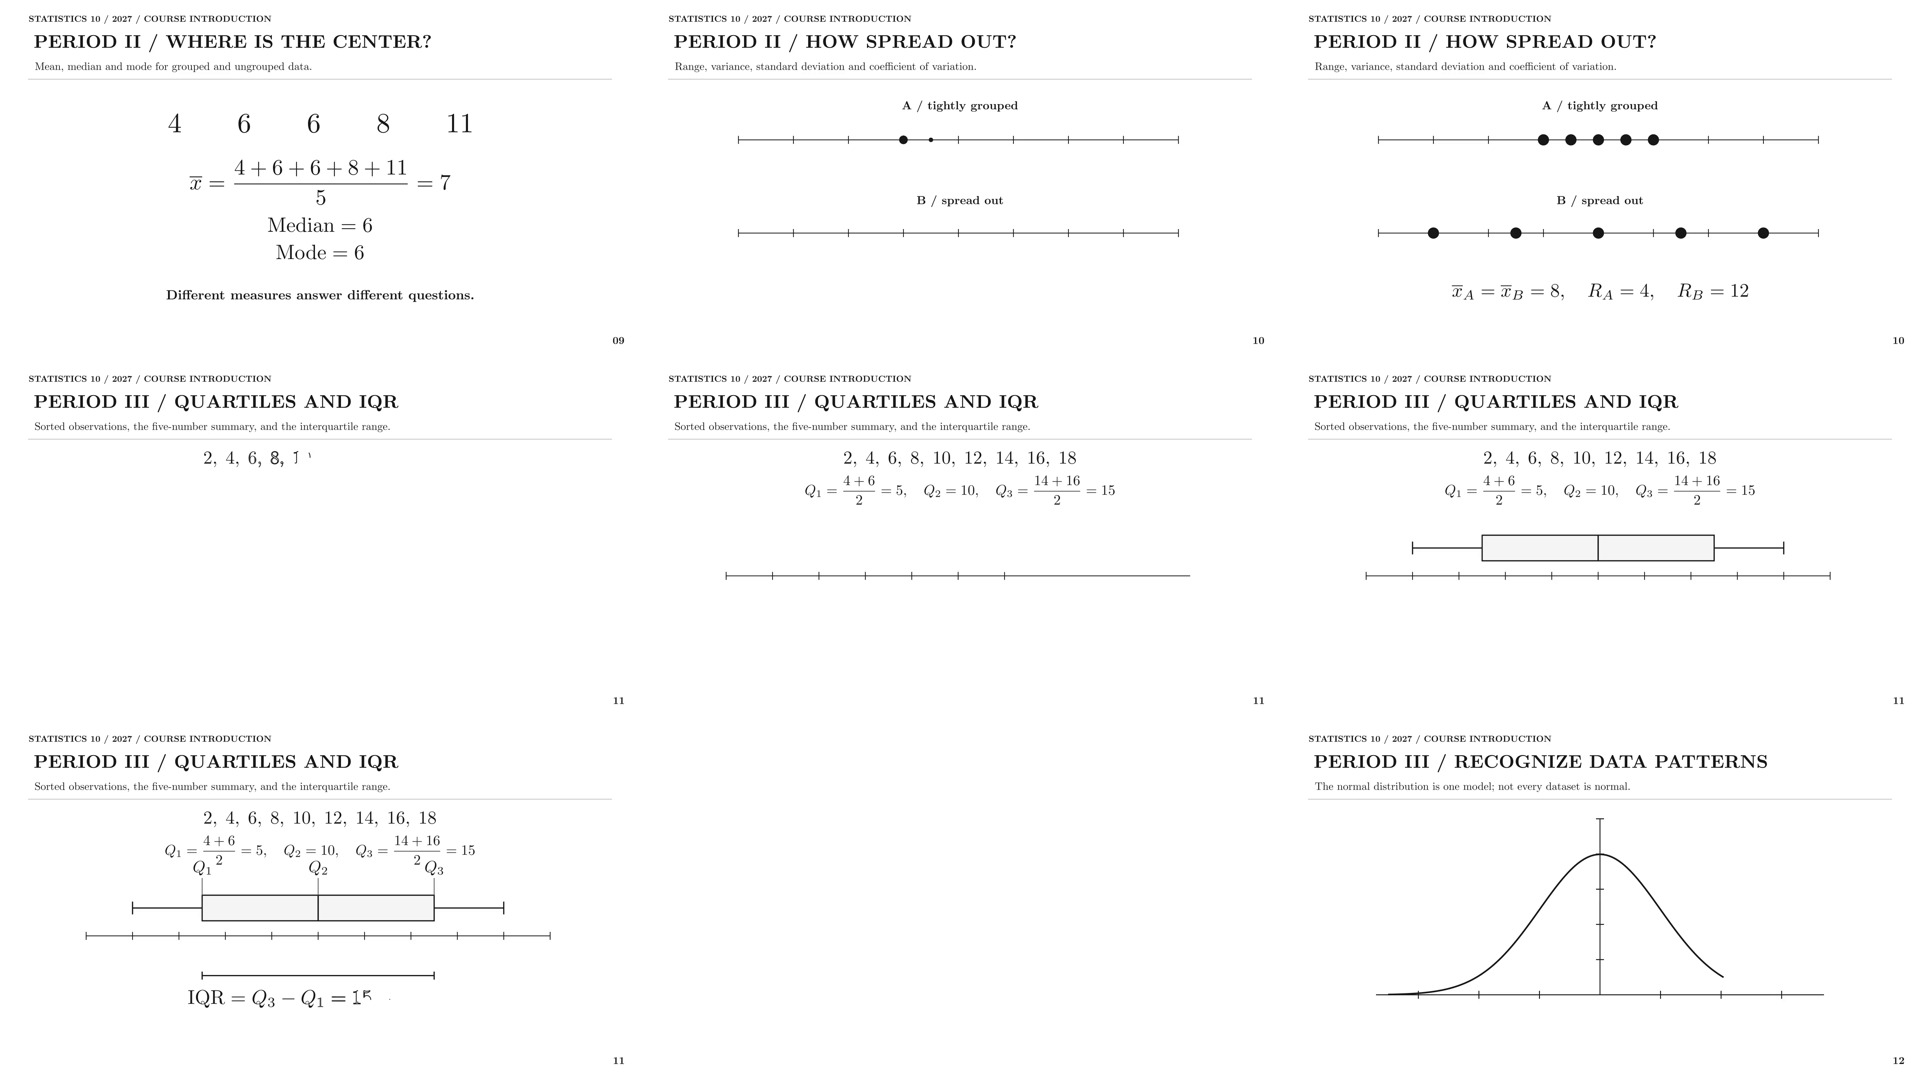 STATISTICS 10 / 2027 / COURSE INTRODUCTION
PERIOD II / WHERE IS THE CENTER?
Mean, median and mode for grouped and ungrouped data.
4 6 6 8 11
x̅ = (4 + 6 + 6 + 8 + 11)/5 = 7
Median = 6
Mode = 6
Different measures answer different questions.
09
STATISTICS 10 / 2027 / COURSE INTRODUCTION
PERIOD II / HOW SPREAD OUT?
Range, variance, standard deviation and coefficient of variation.
A / tightly grouped
B / spread out
10
STATISTICS 10 / 2027 / COURSE INTRODUCTION
PERIOD II / HOW SPREAD OUT?
Range, variance, standard deviation and coefficient of variation.
A / tightly grouped
B / spread out
x̅_A = x̅_B = 8, R_A = 4, R_B = 12
10
STATISTICS 10 / 2027 / COURSE INTRODUCTION
PERIOD III / QUARTILES AND IQR
Sorted observations, the five-number summary, and the interquartile range.
2, 4, 6, 8,
11
STATISTICS 10 / 2027 / COURSE INTRODUCTION
PERIOD III / QUARTILES AND IQR
Sorted observations, the five-number summary, and the interquartile range.
2, 4, 6, 8, 10, 12, 14, 16, 18
Q₁ = (4 + 6)/2 = 5, Q₂ = 10, Q₃ = (14 + 16)/2 = 15
11
STATISTICS 10 / 2027 / COURSE INTRODUCTION
PERIOD III / QUARTILES AND IQR
Sorted observations, the five-number summary, and the interquartile range.
2, 4, 6, 8, 10, 12, 14, 16, 18
Q₁ = (4 + 6)/2 = 5, Q₂ = 10, Q₃ = (14 + 16)/2 = 15
11
STATISTICS 10 / 2027 / COURSE INTRODUCTION
PERIOD III / QUARTILES AND IQR
Sorted observations, the five-number summary, and the interquartile range.
2, 4, 6, 8, 10, 12, 14, 16, 18
Q₁ = (4 + 6)/2 = 5, Q₂ = 10, Q₃ = (14 + 16)/2 = 15
Q₁ Q₂ Q₃
IQR = Q₃ − Q₁ =
11
STATISTICS 10 / 2027 / COURSE INTRODUCTION
PERIOD III / RECOGNIZE DATA PATTERNS
The normal distribution is one model; not every dataset is normal.
12